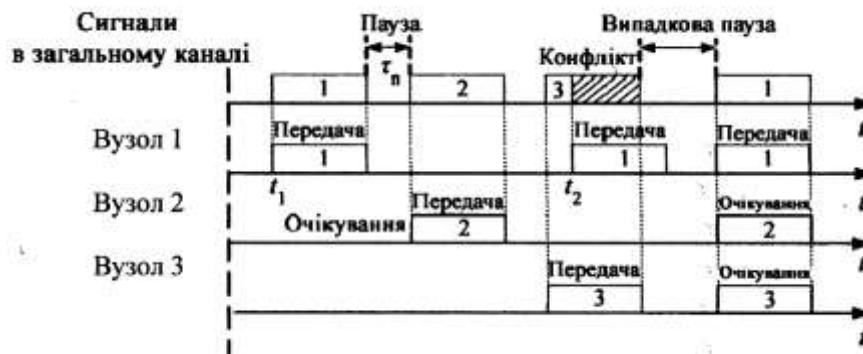 Сигнали
в загальному каналі
Пауза
τп
Випадкова пауза
Конфлікт
1
2
3
1
t
Вузол 1
Передача
1
Передача
1
Передача
1
t1
t2
t
Вузол 2
Очікування
Передача
2
Очікування
2
t
Вузол 3
Передача
3
Очікування
3
t